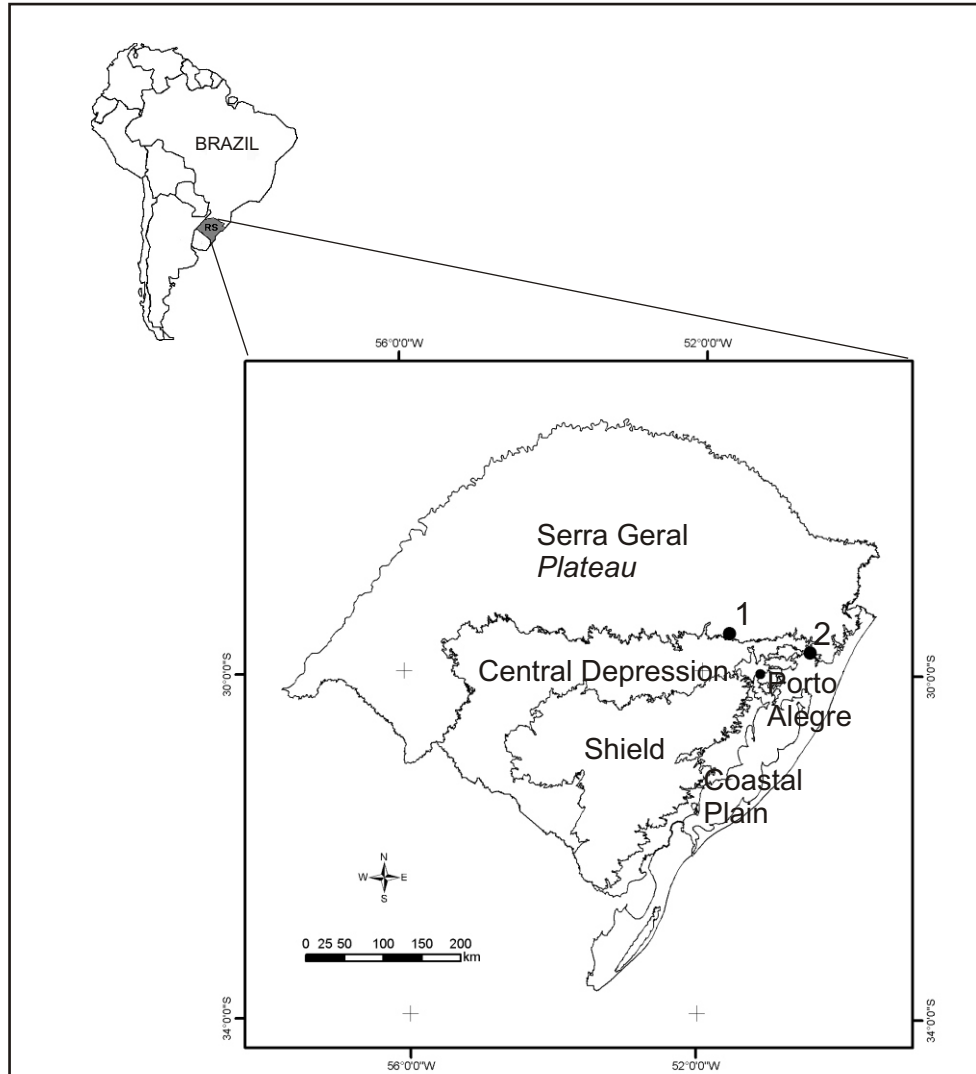 BRAZIL
RS
56°0'0"W 52°0'0"W
Serra Geral
Plateau
1
2
Central Depression
30°0'0"S 30°0'0"S
Porto
Alegre
Shield
Coastal
Plain
N
W E
S
0 25 50 100 150 200
km
34°0'0"S 34°0'0"S
56°0'0"W 52°0'0"W